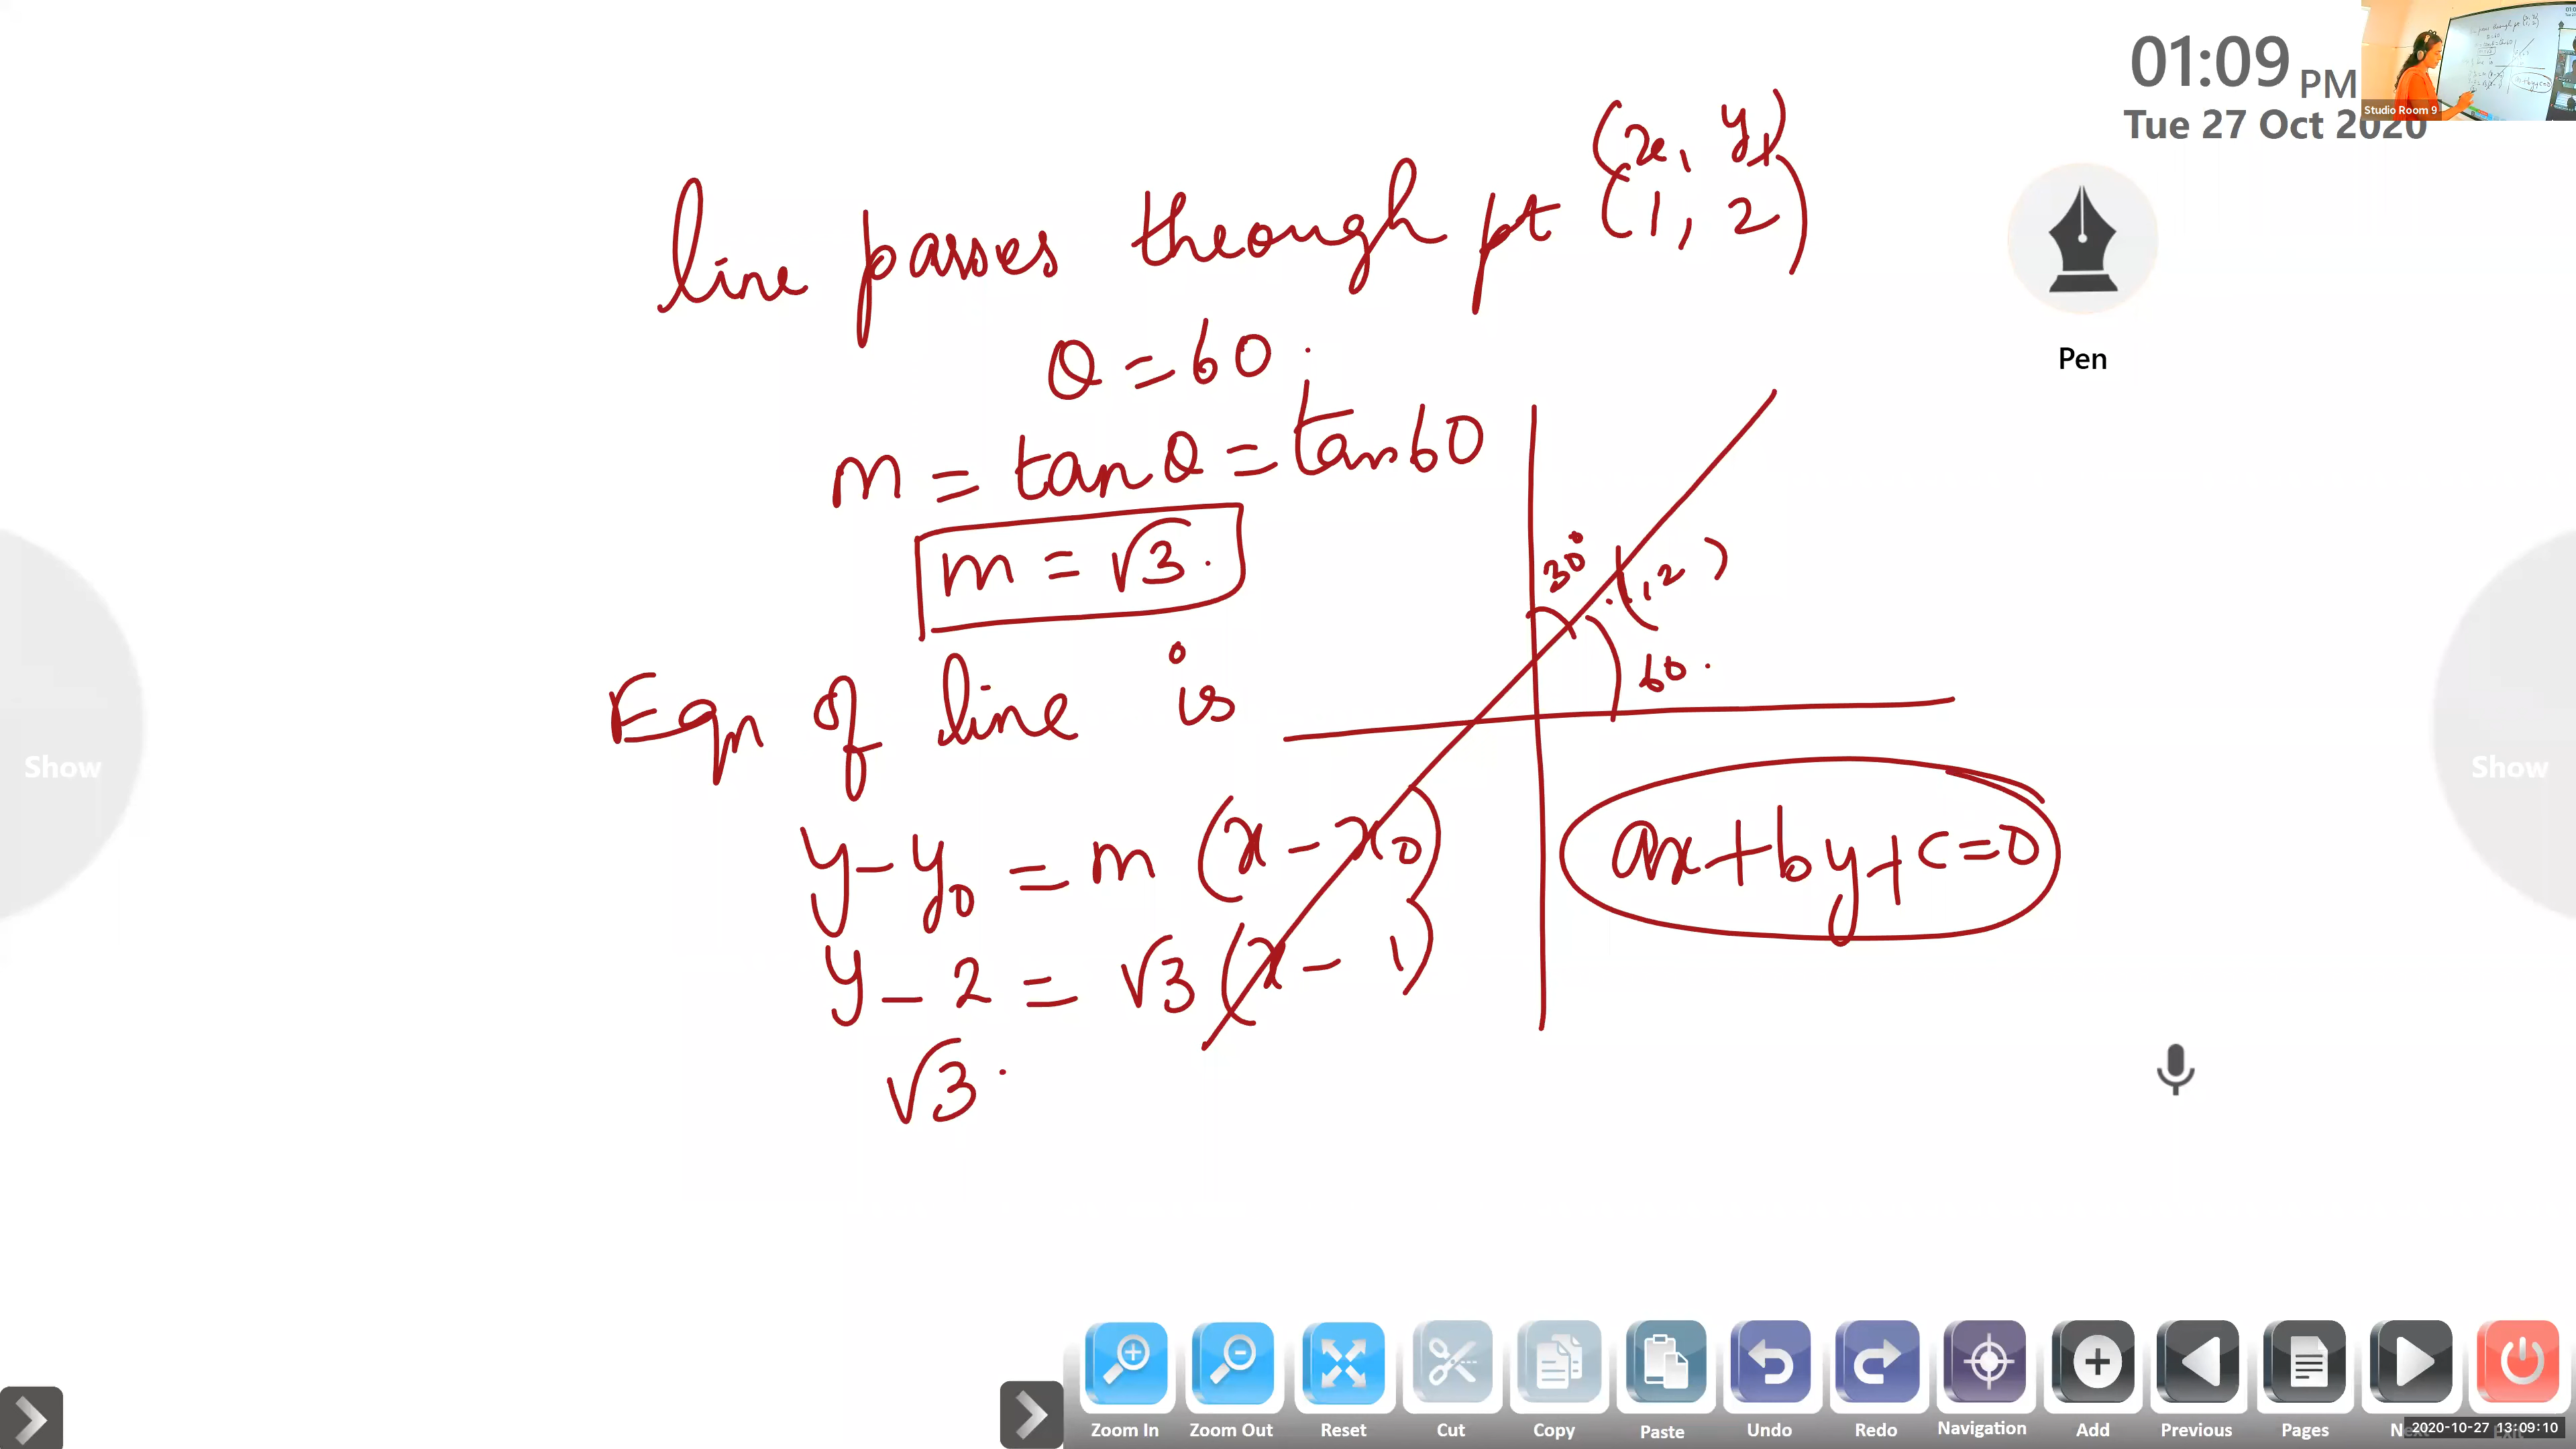 01:09 PM
Tue 27 Oct 2020
Studio Room 9
Pen
(x₁, y₁)
line passes through pt (1, 2)
θ = 60.
m = tan θ = tan 60
m = √3.
30°
(1, 2)
60.
Eqn of line is
y - y₀ = m (x - x₀)
ax + by + c = 0
y - 2 = √3 (x - 1)
√3.
Show
Show
Zoom In
Zoom Out
Reset
Cut
Copy
Paste
Undo
Redo
Navigation
Add
Previous
Pages
2020-10-27 13:09:10